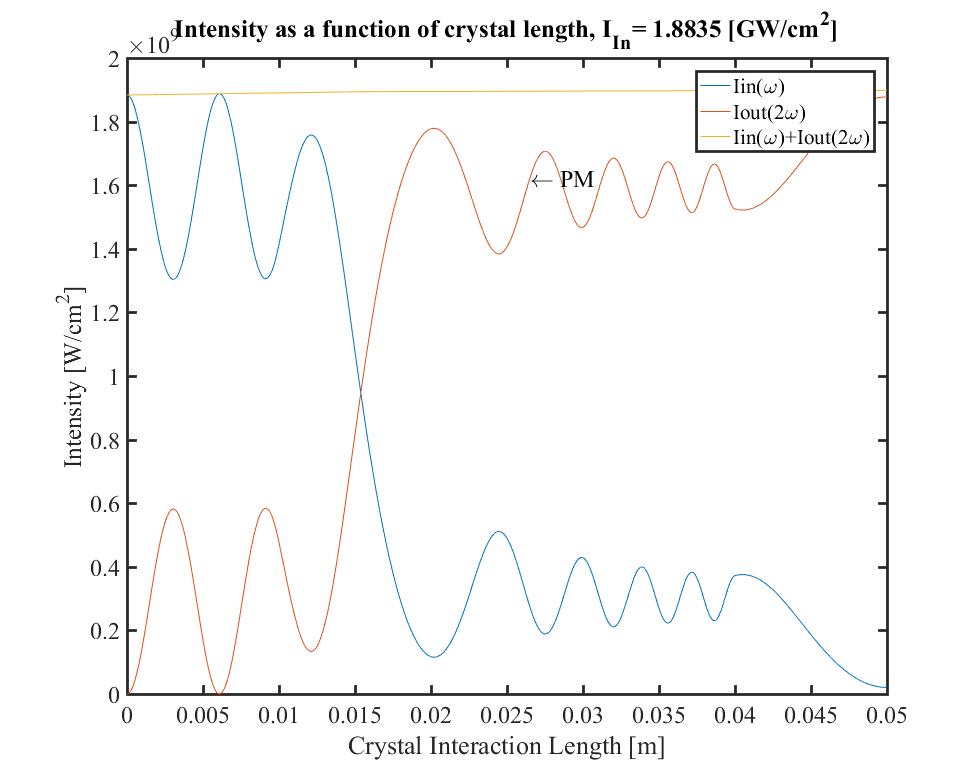 Intensity as a function of crystal length, I_In= 1.8835 [GW/cm^2]
×10^9
2
1.8
1.6
1.4
1.2
1
0.8
0.6
0.4
0.2
0
Intensity [W/cm^2]
Iin(ω)
Iout(2ω)
Iin(ω)+Iout(2ω)
← PM
0 0.005 0.01 0.015 0.02 0.025 0.03 0.035 0.04 0.045 0.05
Crystal Interaction Length [m]